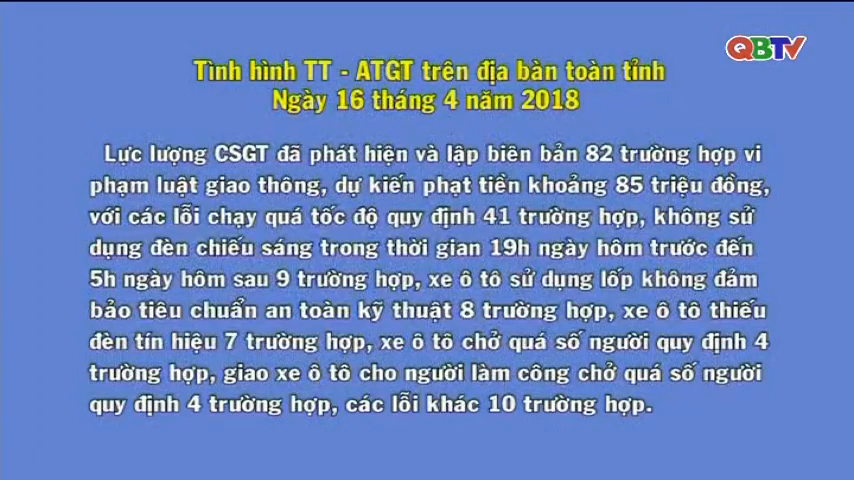 QBTV
Tình hình TT - ATGT trên địa bàn toàn tỉnh
Ngày 16 tháng 4 năm 2018
Lực lượng CSGT đã phát hiện và lập biên bản 82 trường hợp vi
phạm luật giao thông, dự kiến phạt tiền khoảng 85 triệu đồng,
với các lỗi chạy quá tốc độ quy định 41 trường hợp, không sử
dụng đèn chiếu sáng trong thời gian 19h ngày hôm trước đến
5h ngày hôm sau 9 trường hợp, xe ô tô sử dụng lốp không đảm
bảo tiêu chuẩn an toàn kỹ thuật 8 trường hợp, xe ô tô thiếu
đèn tín hiệu 7 trường hợp, xe ô tô chở quá số người quy định 4
trường hợp, giao xe ô tô cho người làm công chở quá số người
quy định 4 trường hợp, các lỗi khác 10 trường hợp.